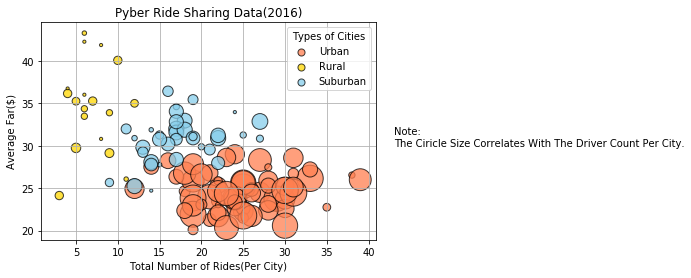 Pyber Ride Sharing Data(2016)
Types of Cities
Urban
Rural
Suburban
40
35
30
25
20
Average Far($)
5
10
15
20
25
30
35
40
Total Number of Rides(Per City)
Note:
The Ciricle Size Correlates With The Driver Count Per City.